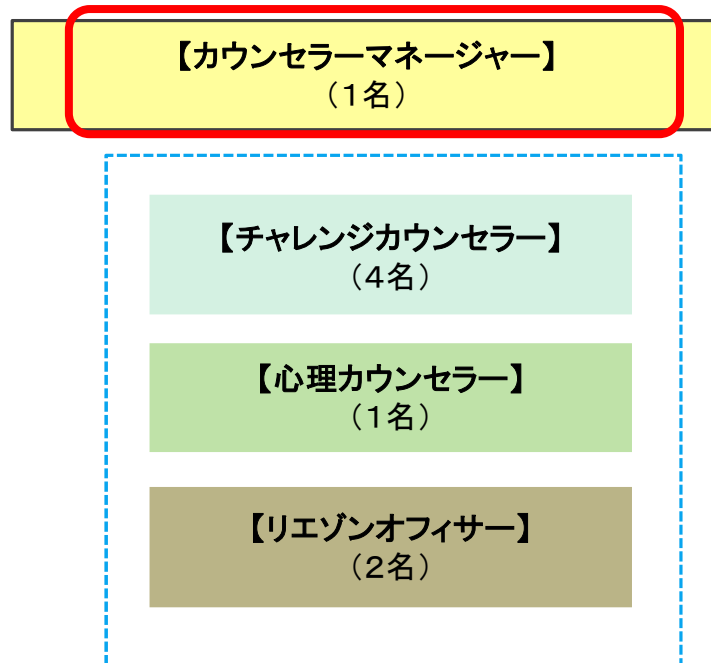 【カウンセラーマネージャー】
（１名）
【チャレンジカウンセラー】
（４名）
【心理カウンセラー】
（１名）
【リエゾンオフィサー】
（２名）